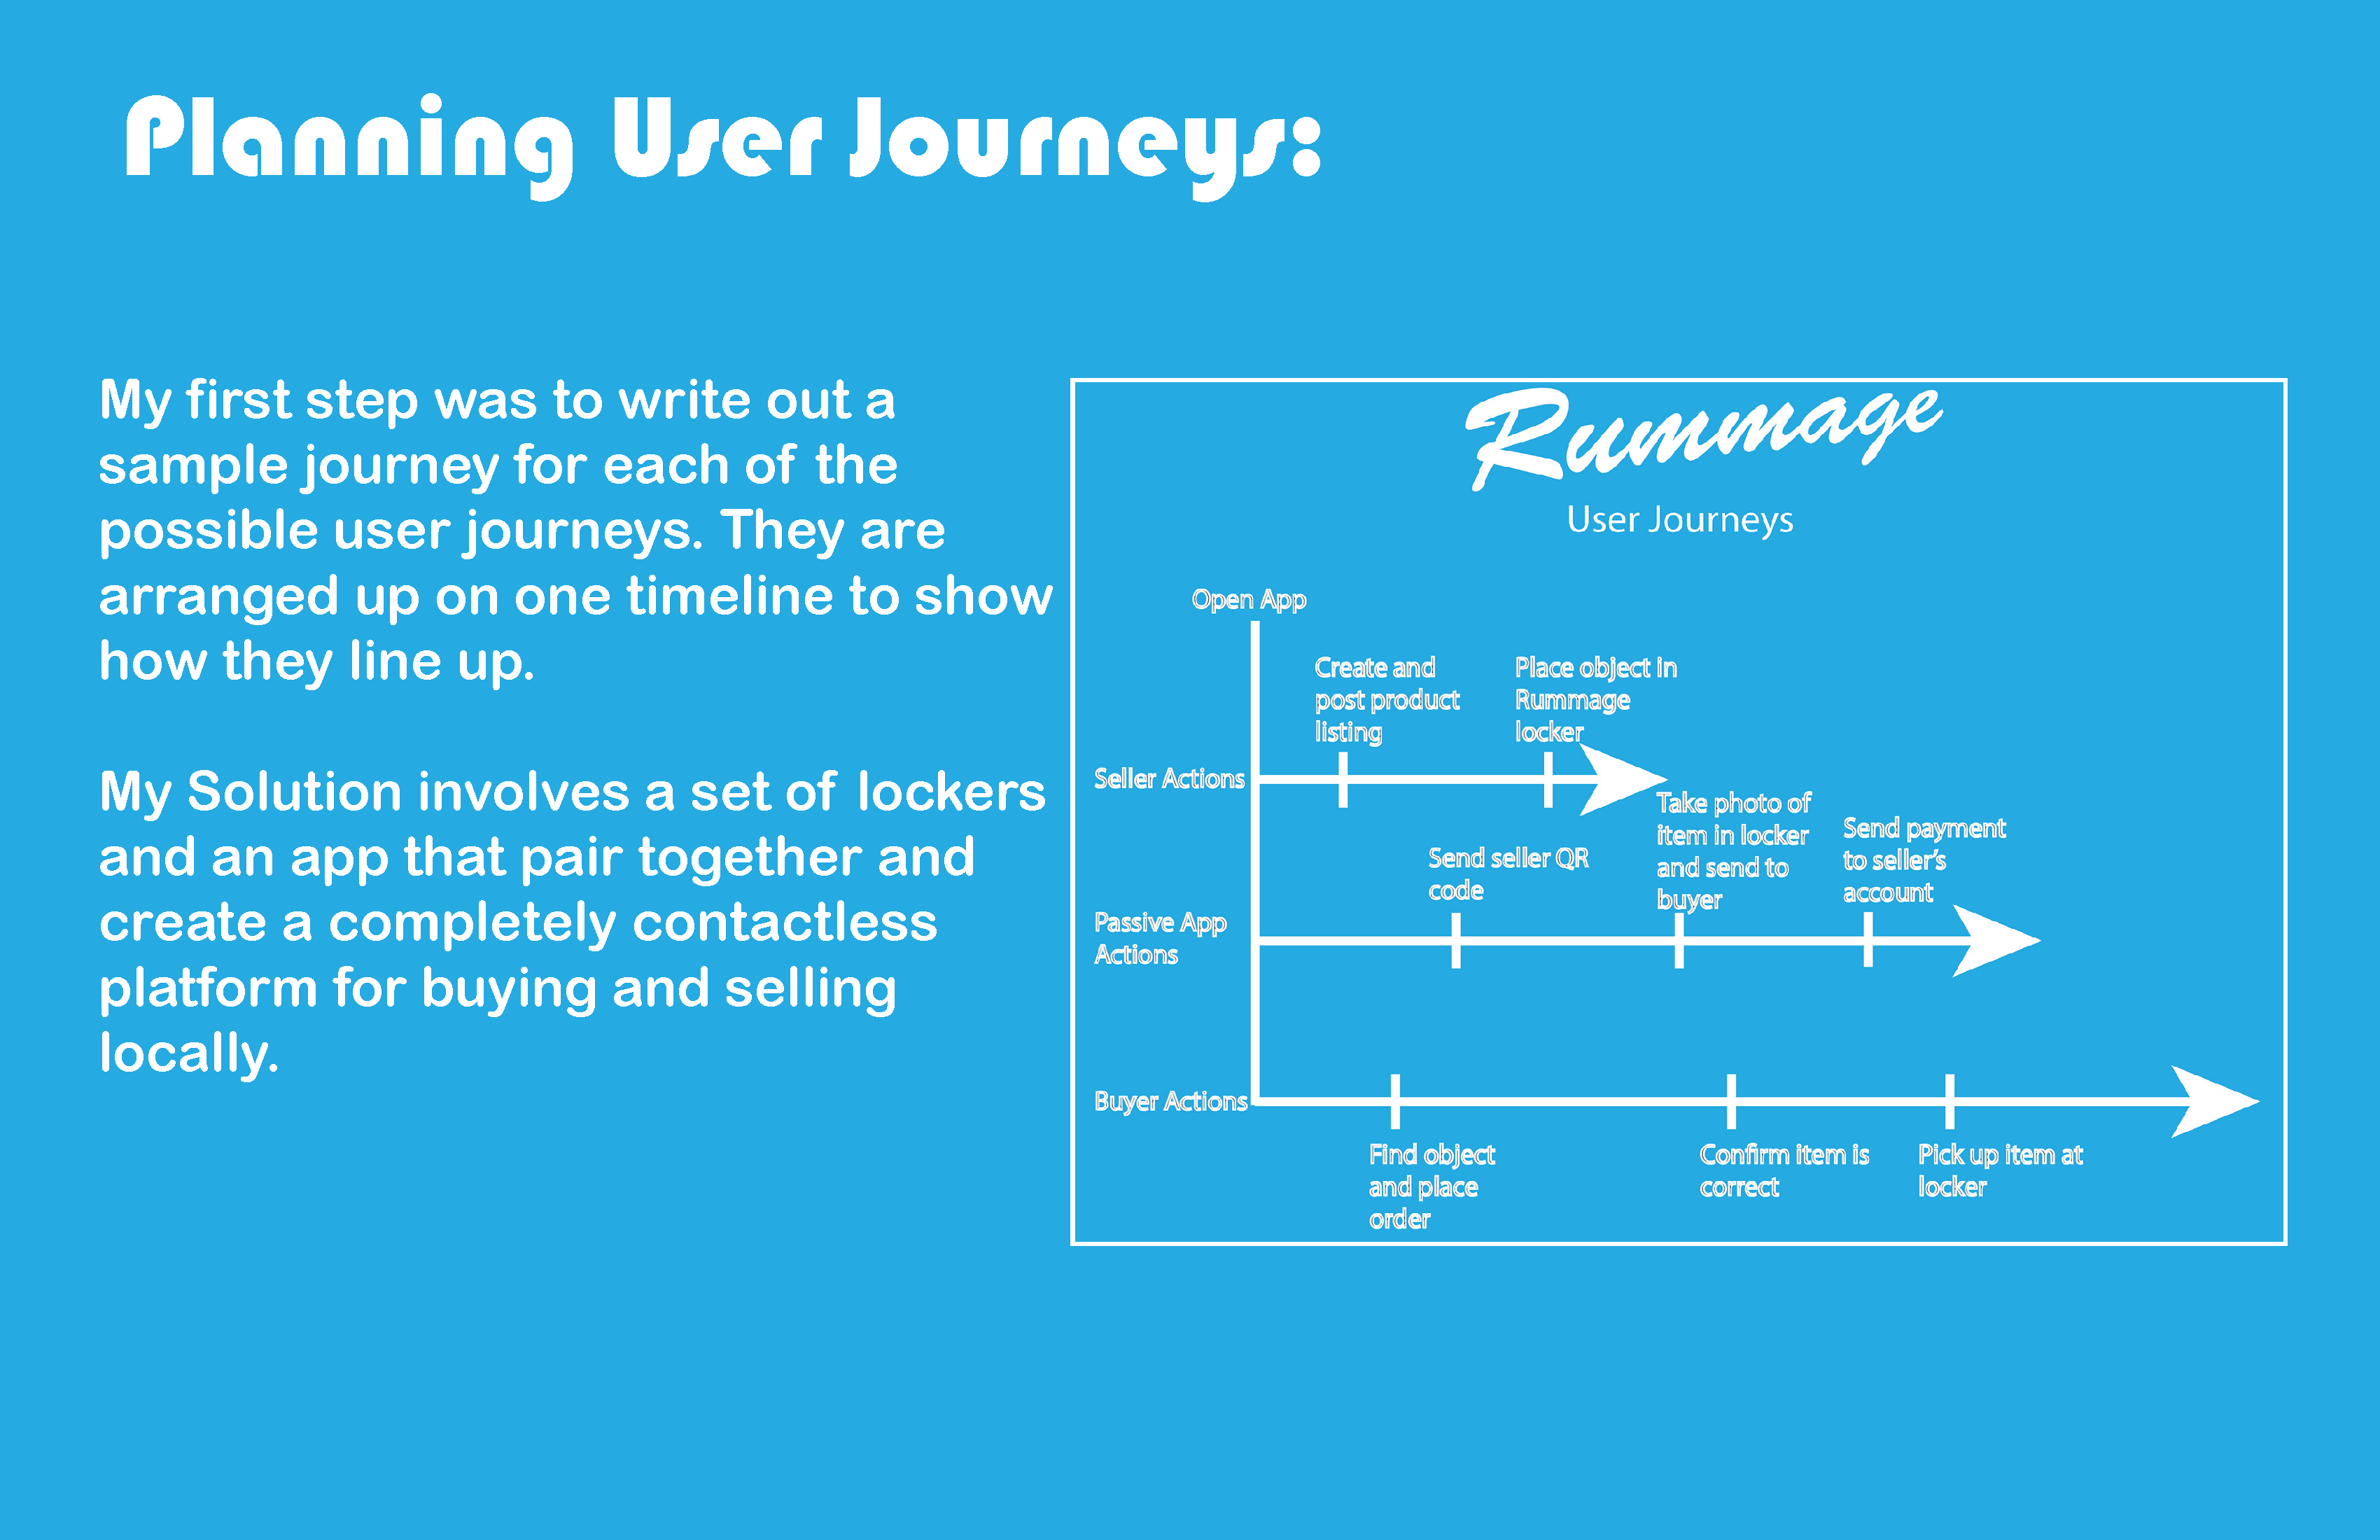 Planning User Journeys:
My first step was to write out a
sample journey for each of the
possible user journeys. They are
arranged up on one timeline to show
how they line up.
My Solution involves a set of lockers
and an app that pair together and
create a completely contactless
platform for buying and selling
locally.
Rummage
User Journeys
Open App
Create and
post product
listing
Place object in
Rummage
locker
Seller Actions
Send seller QR
code
Take photo of
item in locker
and send to
buyer
Send payment
to seller's
account
Passive App
Actions
Buyer Actions
Find object
and place
order
Confirm item is
correct
Pick up item at
locker